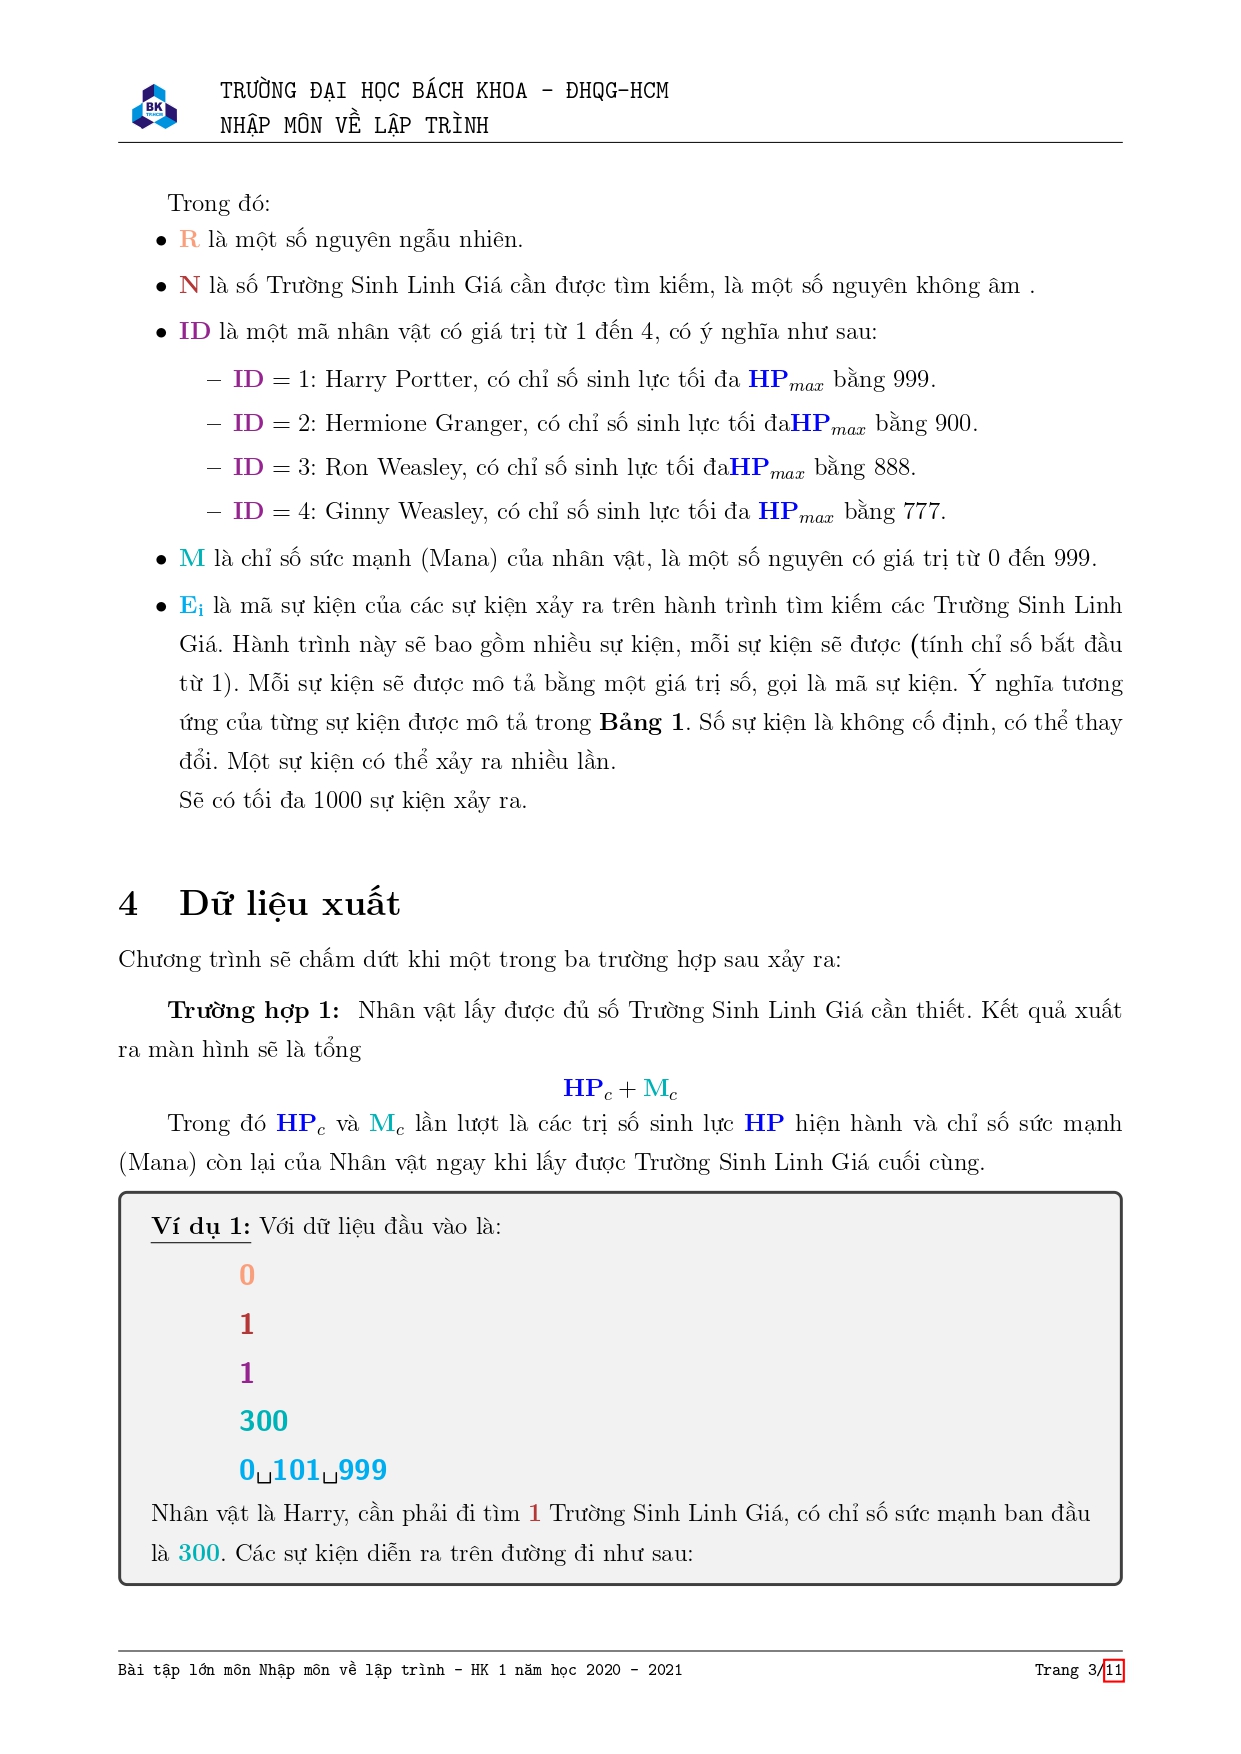 BK
TP.HCM
TRƯỜNG ĐẠI HỌC BÁCH KHOA - ĐHQG-HCM
NHẬP MÔN VỀ LẬP TRÌNH
Trong đó:
• R là một số nguyên ngẫu nhiên.
• N là số Trường Sinh Linh Giá cần được tìm kiếm, là một số nguyên không âm .
• ID là một mã nhân vật có giá trị từ 1 đến 4, có ý nghĩa như sau:
– ID = 1: Harry Portter, có chỉ số sinh lực tối đa HPmax bằng 999.
– ID = 2: Hermione Granger, có chỉ số sinh lực tối đaHPmax bằng 900.
– ID = 3: Ron Weasley, có chỉ số sinh lực tối đaHPmax bằng 888.
– ID = 4: Ginny Weasley, có chỉ số sinh lực tối đa HPmax bằng 777.
• M là chỉ số sức mạnh (Mana) của nhân vật, là một số nguyên có giá trị từ 0 đến 999.
• Ei là mã sự kiện của các sự kiện xảy ra trên hành trình tìm kiếm các Trường Sinh Linh
Giá. Hành trình này sẽ bao gồm nhiều sự kiện, mỗi sự kiện sẽ được (tính chỉ số bắt đầu
từ 1). Mỗi sự kiện sẽ được mô tả bằng một giá trị số, gọi là mã sự kiện. Ý nghĩa tương
ứng của từng sự kiện được mô tả trong Bảng 1. Số sự kiện là không cố định, có thể thay
đổi. Một sự kiện có thể xảy ra nhiều lần.
Sẽ có tối đa 1000 sự kiện xảy ra.
4 Dữ liệu xuất
Chương trình sẽ chấm dứt khi một trong ba trường hợp sau xảy ra:
Trường hợp 1: Nhân vật lấy được đủ số Trường Sinh Linh Giá cần thiết. Kết quả xuất
ra màn hình sẽ là tổng
HPc + Mc
Trong đó HPc và Mc lần lượt là các trị số sinh lực HP hiện hành và chỉ số sức mạnh
(Mana) còn lại của Nhân vật ngay khi lấy được Trường Sinh Linh Giá cuối cùng.
Ví dụ 1: Với dữ liệu đầu vào là:
0
1
1
300
0␣101␣999
Nhân vật là Harry, cần phải đi tìm 1 Trường Sinh Linh Giá, có chỉ số sức mạnh ban đầu
là 300. Các sự kiện diễn ra trên đường đi như sau:
Bài tập lớn môn Nhập môn về lập trình - HK 1 năm học 2020 - 2021
Trang 3/11